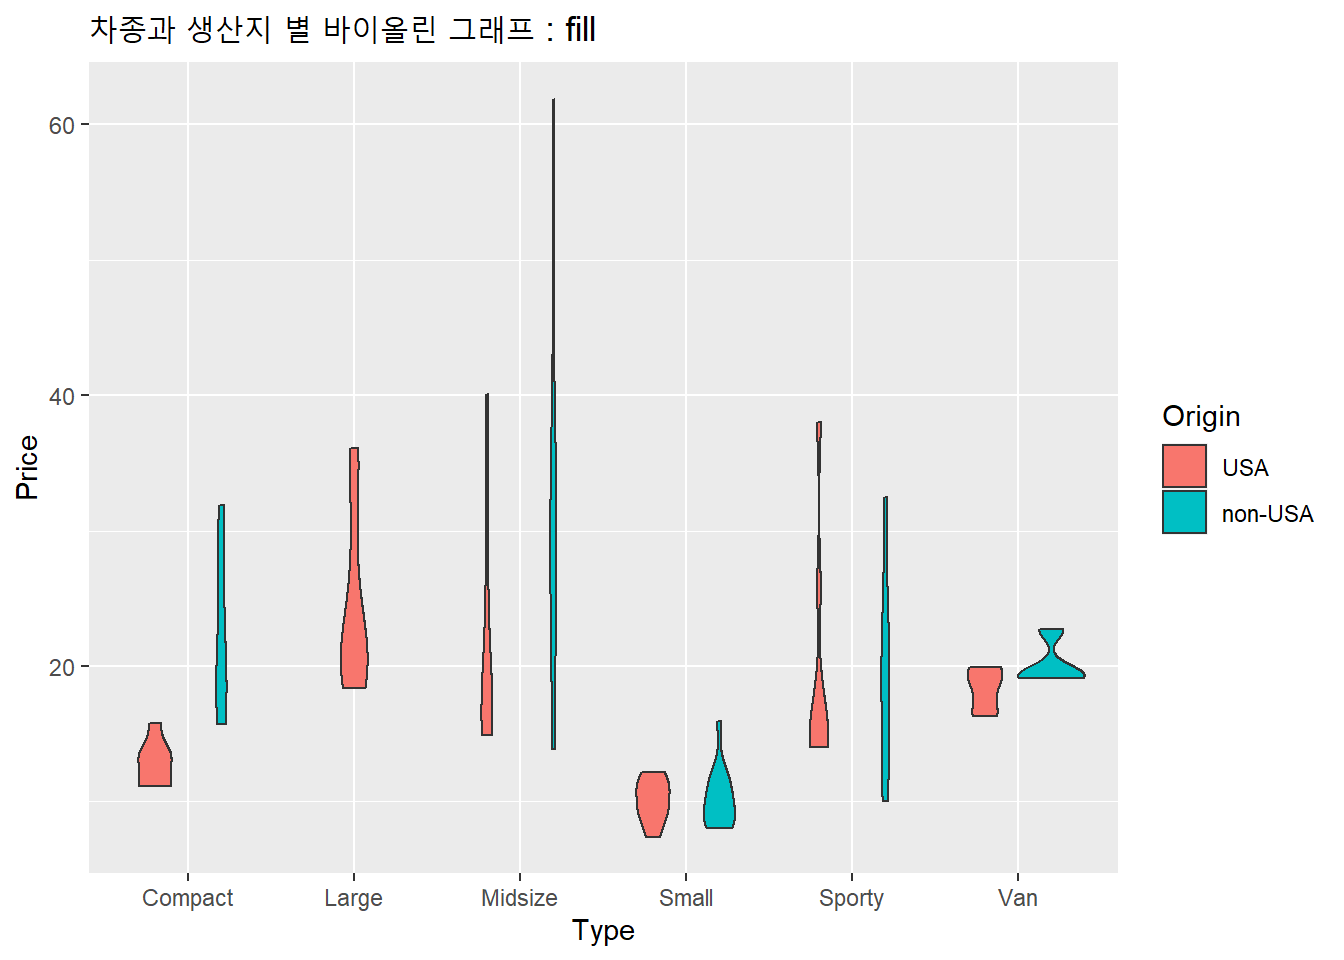 차종과 생산지 별 바이올린 그래프 : fill
60
40
20
Price
Compact
Large
Midsize
Small
Sporty
Van
Type
Origin
USA
non-USA